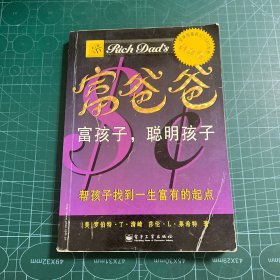 Rich Dad's
富爸爸
$ ¢
富孩子，聪明孩子
帮孩子找到一生富有的起点
[美] 罗伯特·T·清崎 莎伦·L·莱希特 著
电子工业出版社